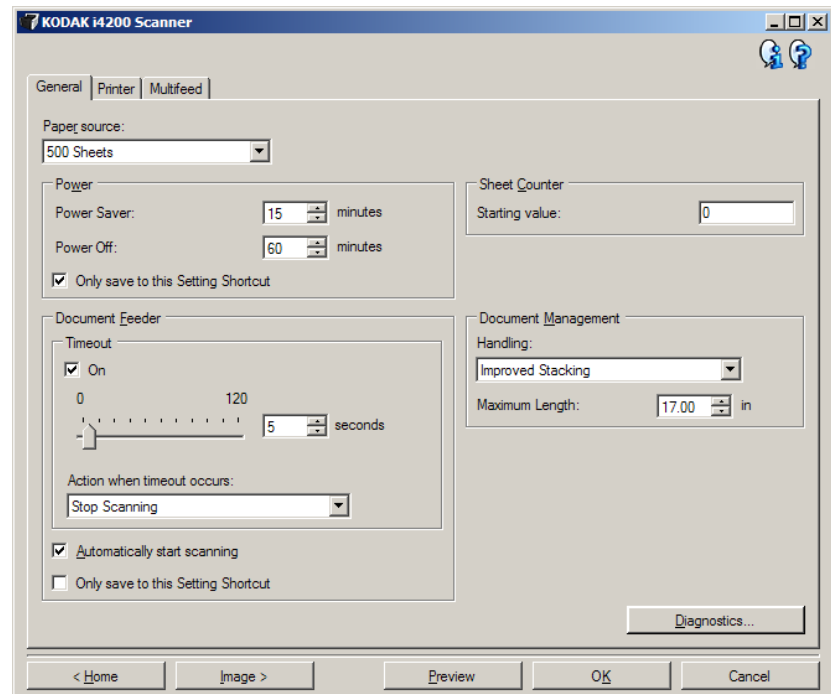 KODAK i4200 Scanner
General Printer Multifeed
Paper source:
500 Sheets
Power
Power Saver: 15 minutes
Power Off: 60 minutes
Only save to this Setting Shortcut
Sheet Counter
Starting value: 0
Document Feeder
Timeout
On
0 120
5 seconds
Action when timeout occurs:
Stop Scanning
Automatically start scanning
Only save to this Setting Shortcut
Document Management
Handling:
Improved Stacking
Maximum Length: 17.00 in
Diagnostics...
< Home Image > Preview OK Cancel